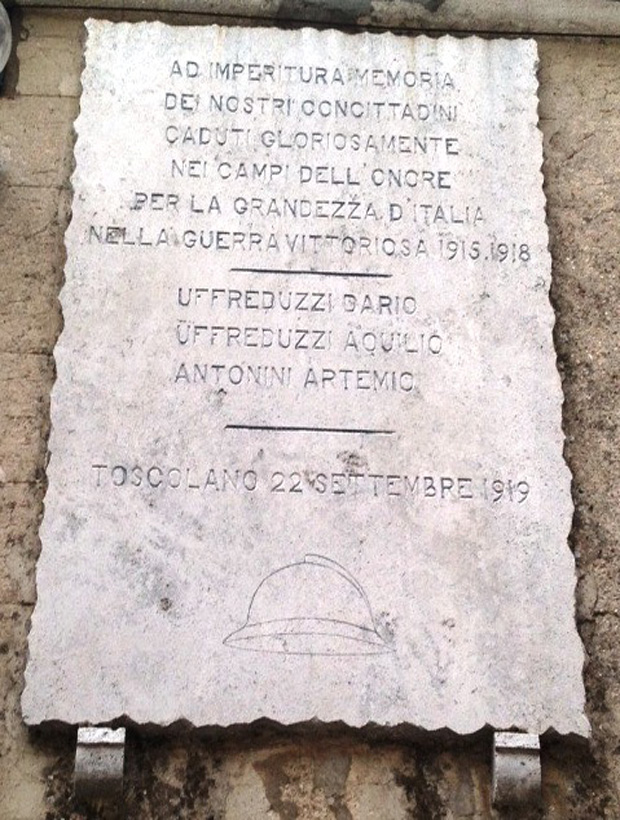 AD IMPERITURA MEMORIA
DEI NOSTRI CONCITTADINI
CADUTI GLORIOSAMENTE
NEI CAMPI DELL'ONORE
PER LA GRANDEZZA D'ITALIA
NELLA GUERRA VITTORIOSA 1915.1918
UFFREDUZZI DARIO
UFFREDUZZI AQUILIO
ANTONINI ARTEMIO
TOSCOLANO 22 SETTEMBRE 1919